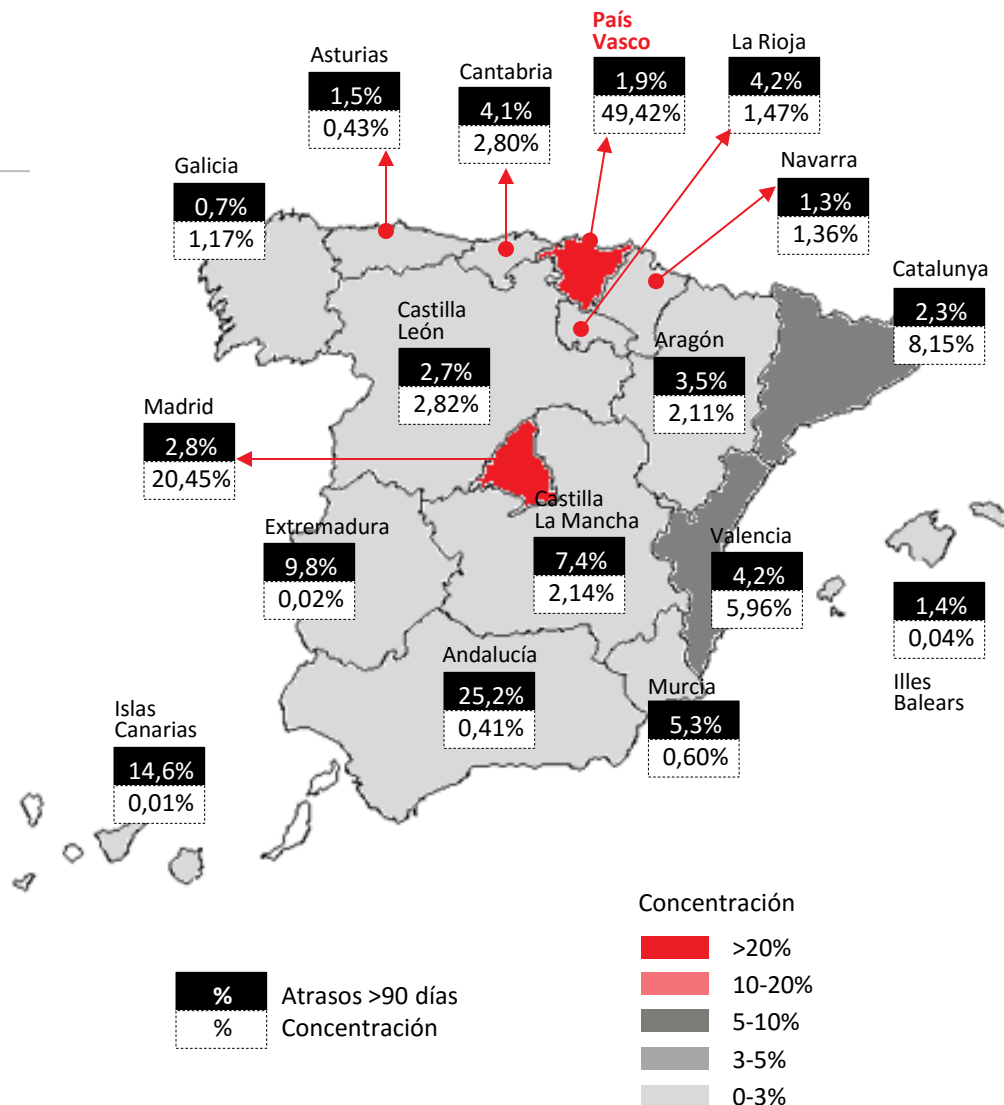 País
Vasco
1,9%
49,42%
La Rioja
4,2%
1,47%
Asturias
1,5%
0,43%
Cantabria
4,1%
2,80%
Navarra
1,3%
1,36%
Galicia
0,7%
1,17%
Catalunya
2,3%
8,15%
Castilla
León
2,7%
2,82%
Aragón
3,5%
2,11%
Madrid
2,8%
20,45%
Extremadura
9,8%
0,02%
Castilla
La Mancha
7,4%
2,14%
Valencia
4,2%
5,96%
1,4%
0,04%
Illes
Balears
Andalucía
25,2%
0,41%
Murcia
5,3%
0,60%
Islas
Canarias
14,6%
0,01%
Concentración
>20%
10-20%
5-10%
3-5%
0-3%
% Atrasos >90 días
% Concentración